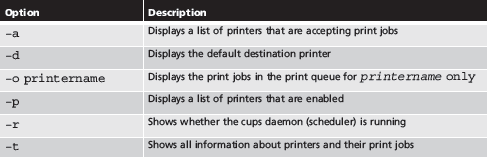 Option Description
-a Displays a list of printers that are accepting print jobs
-d Displays the default destination printer
-o printername Displays the print jobs in the print queue for printername only
-p Displays a list of printers that are enabled
-r Shows whether the cups daemon (scheduler) is running
-t Shows all information about printers and their print jobs